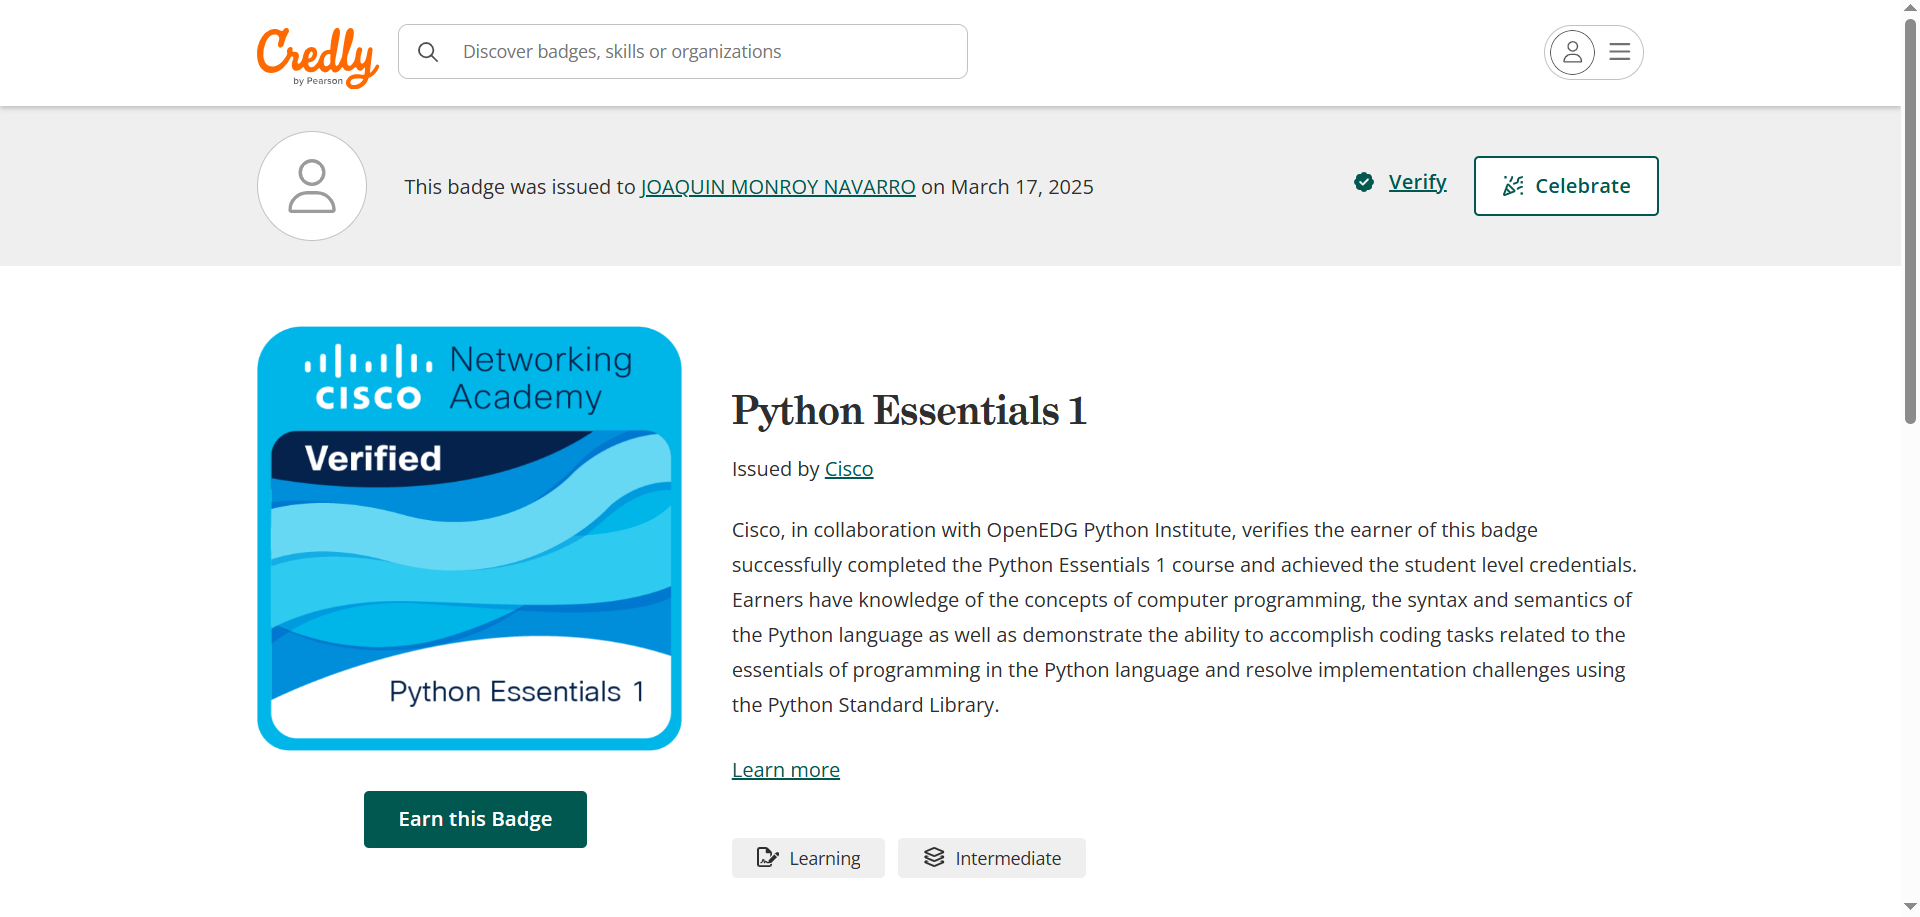 Credly
by Pearson
Discover badges, skills or organizations
This badge was issued to JOAQUIN MONROY NAVARRO on March 17, 2025
Verify
Celebrate
CISCO
Networking
Academy
Verified
Python Essentials 1
Earn this Badge
Python Essentials 1
Issued by Cisco
Cisco, in collaboration with OpenEDG Python Institute, verifies the earner of this badge
successfully completed the Python Essentials 1 course and achieved the student level credentials.
Earners have knowledge of the concepts of computer programming, the syntax and semantics of
the Python language as well as demonstrate the ability to accomplish coding tasks related to the
essentials of programming in the Python language and resolve implementation challenges using
the Python Standard Library.
Learn more
Learning
Intermediate